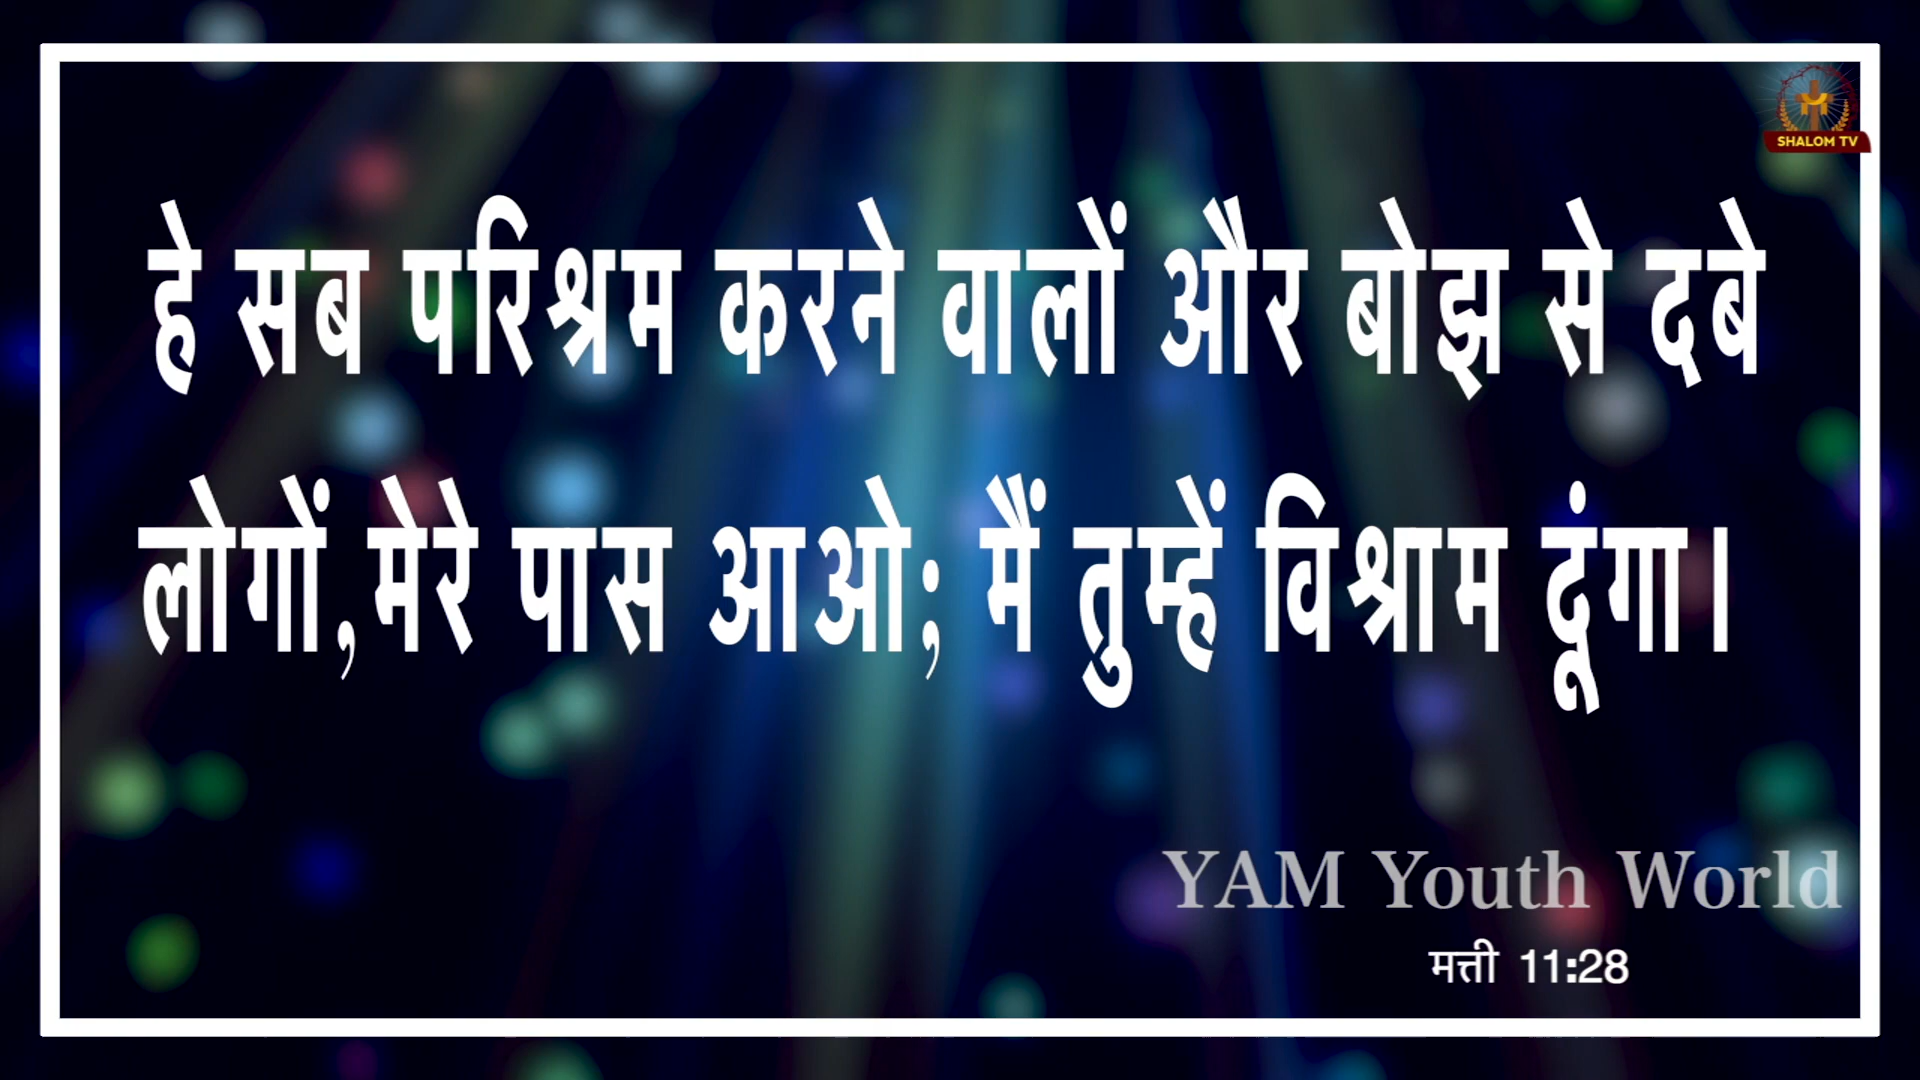 SHALOM TV
हे सब परिश्रम करने वालों और बोझ से दबे
लोगों,मेरे पास आओ; मैं तुम्हें विश्राम दूंगा।
YAM Youth World
मत्ती 11:28